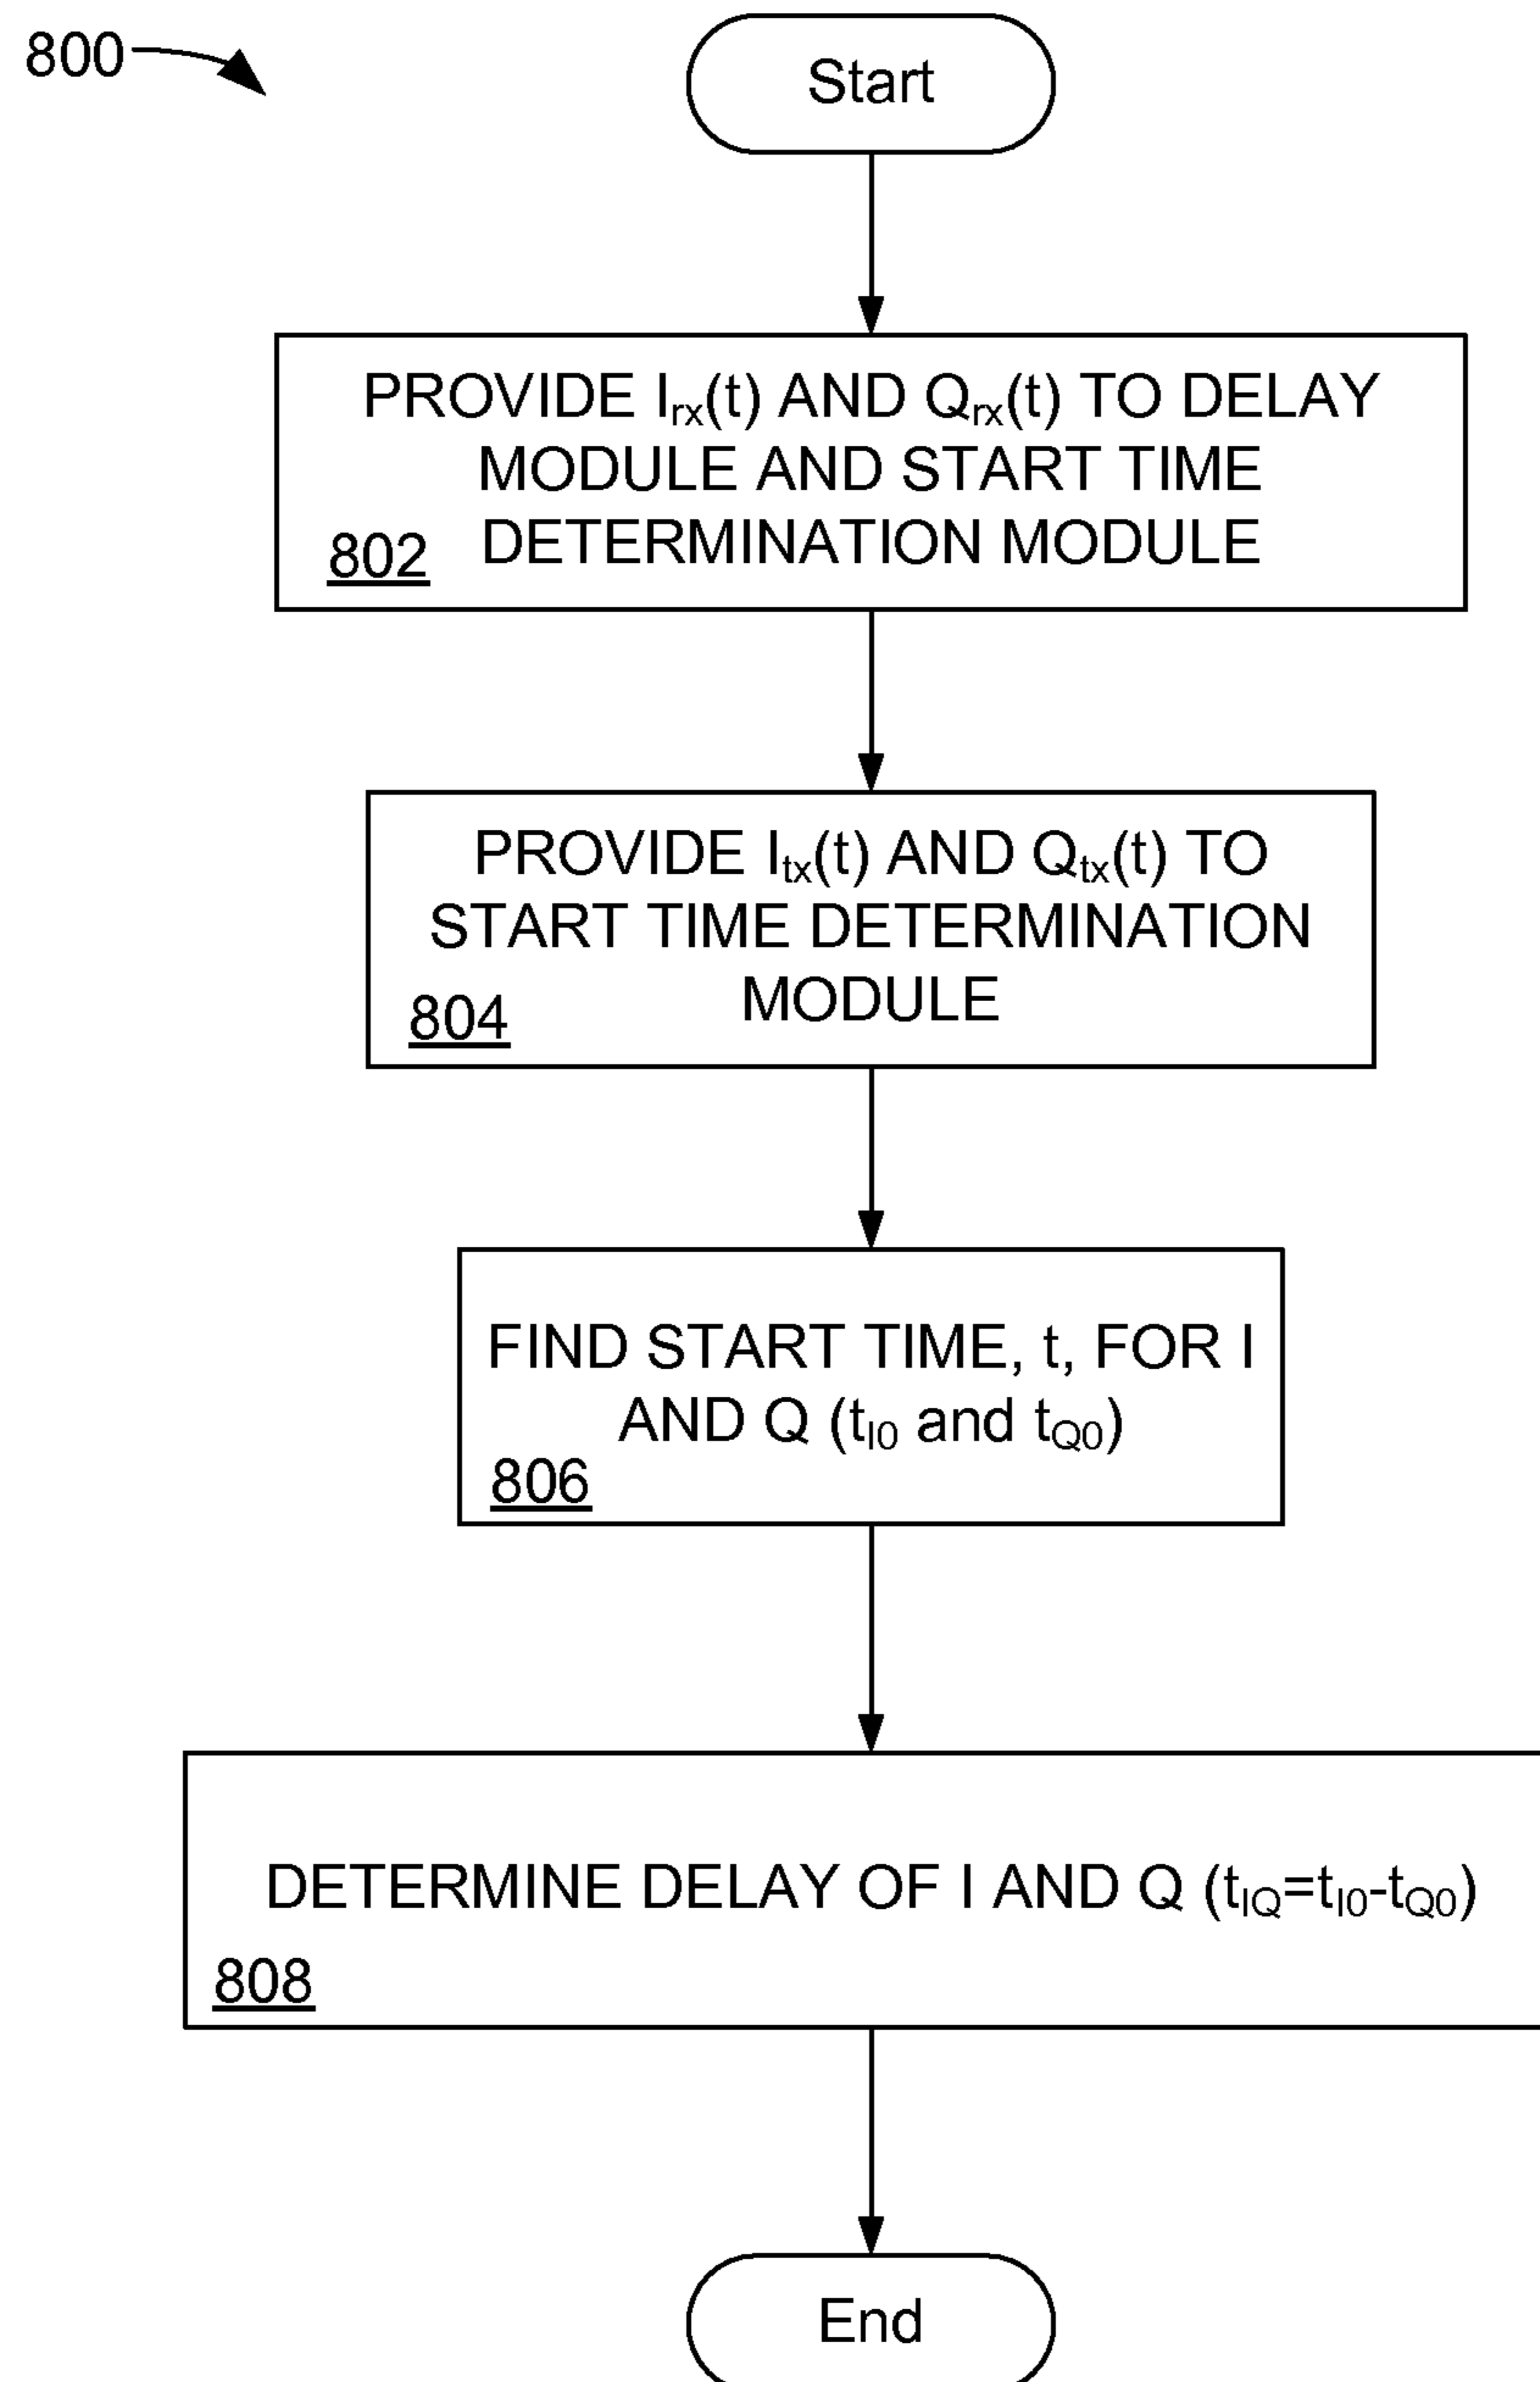 800
Start
PROVIDE Irx(t) AND Qrx(t) TO DELAY
MODULE AND START TIME
DETERMINATION MODULE
802
PROVIDE Itx(t) AND Qtx(t) TO
START TIME DETERMINATION
MODULE
804
FIND START TIME, t, FOR I
AND Q (tI0 and tQ0)
806
DETERMINE DELAY OF I AND Q (tIQ=tI0-tQ0)
808
End